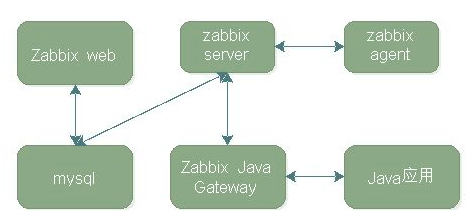 Zabbix web
zabbix
server
zabbix
agent
mysql
Zabbix Java
Gateway
Java应用